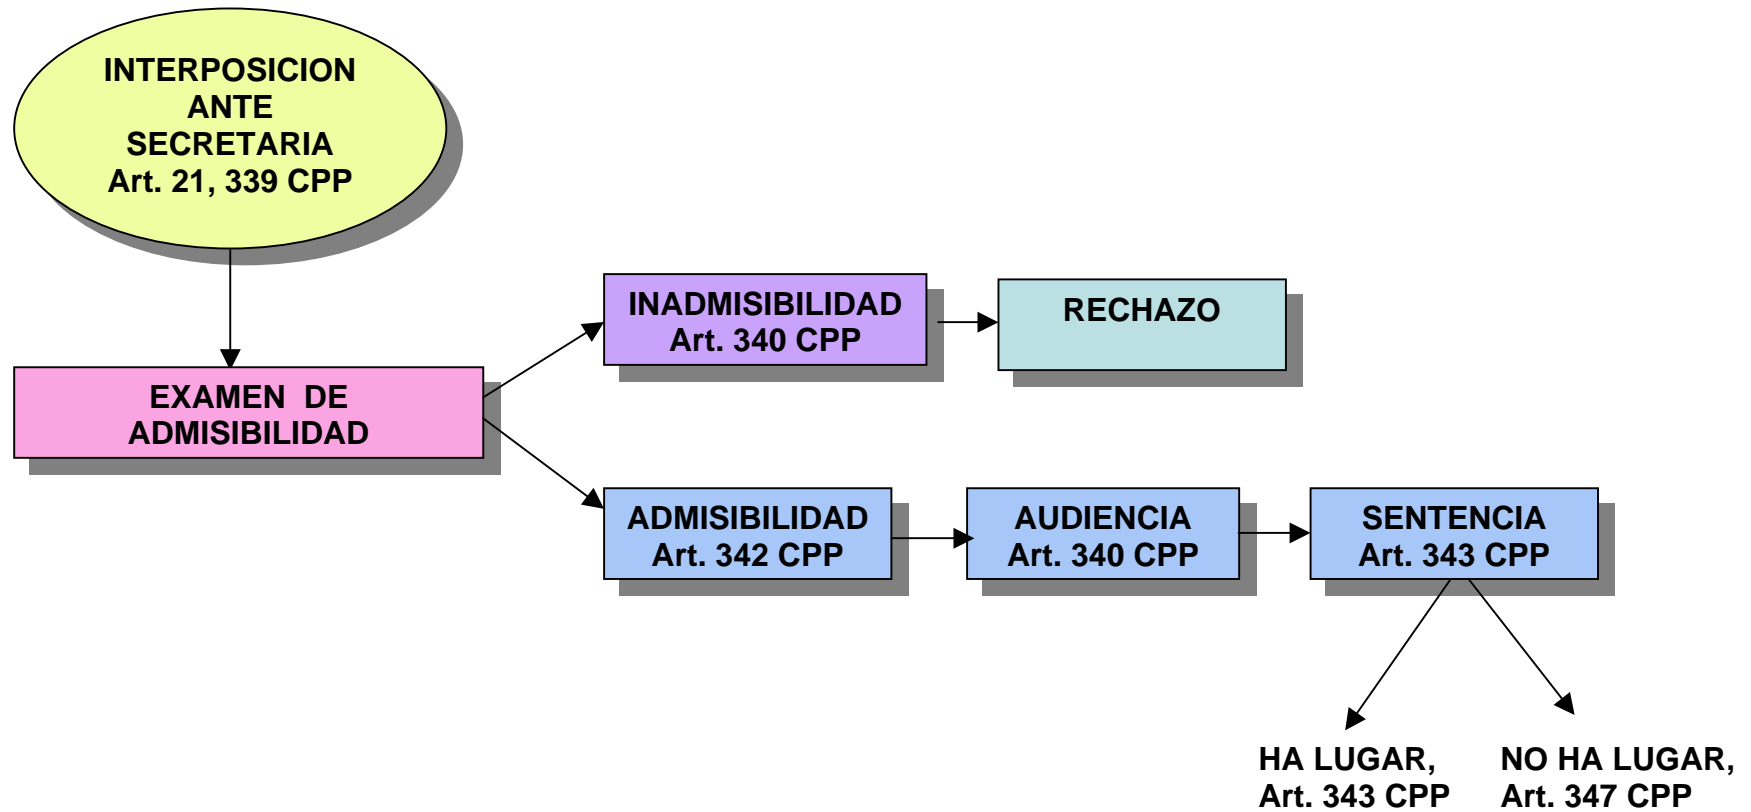 INTERPOSICION
ANTE
SECRETARIA
Art. 21, 339 CPP
INADMISIBILIDAD
Art. 340 CPP
RECHAZO
EXAMEN DE
ADMISIBILIDAD
ADMISIBILIDAD
Art. 342 CPP
AUDIENCIA
Art. 340 CPP
SENTENCIA
Art. 343 CPP
HA LUGAR,
Art. 343 CPP
NO HA LUGAR,
Art. 347 CPP